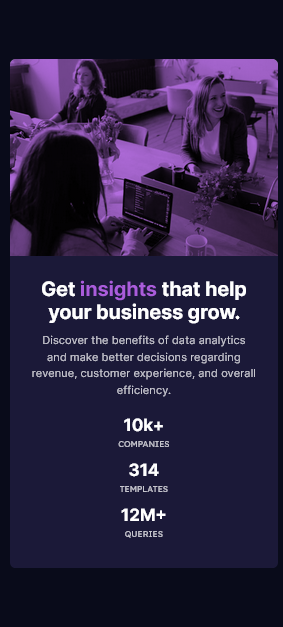 Get insights that help
your business grow.
Discover the benefits of data analytics
and make better decisions regarding
revenue, customer experience, and overall
efficiency.
10k+
COMPANIES
314
TEMPLATES
12M+
QUERIES